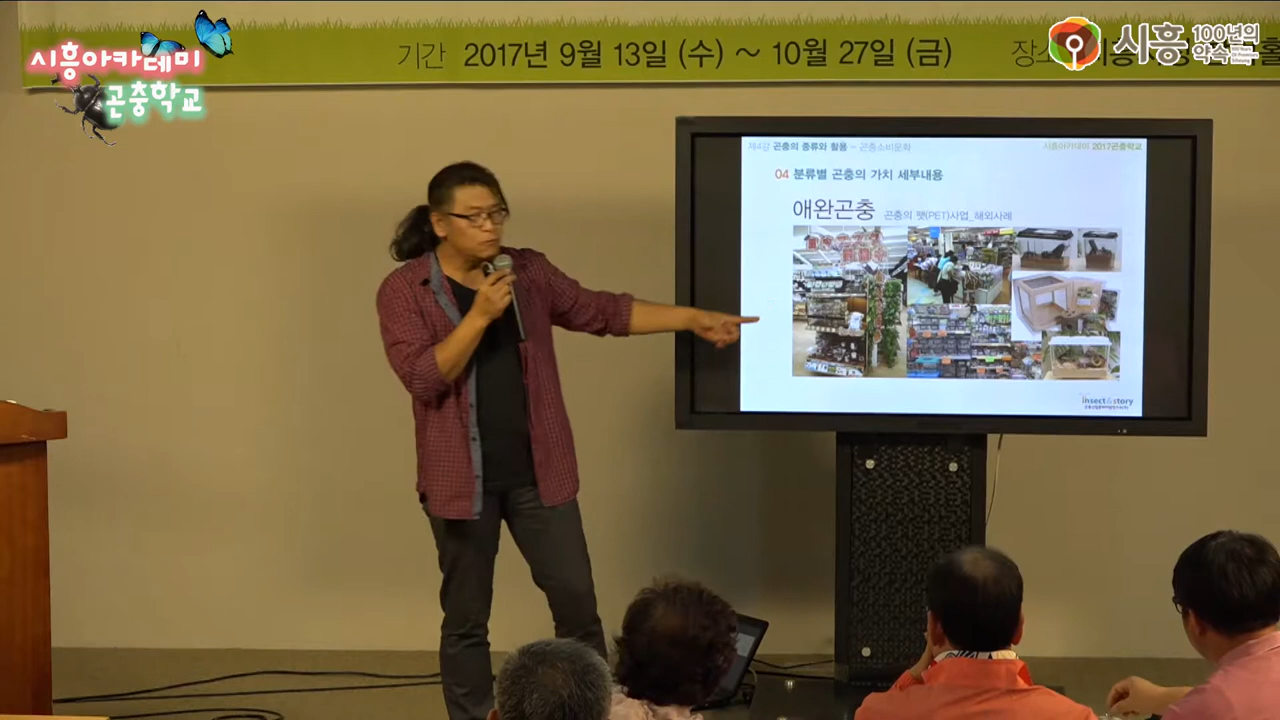 시흥아카데미
곤충학교
기간 2017년 9월 13일 (수) ~ 10월 27일 (금)
시흥 100년의
약속
제4강 곤충의 종류와 활용 - 곤충소비문화
시흥아카데미 2017곤충학교
04 분류별 곤충의 가치 세부내용
애완곤충 곤충의 펫(PET)사업_해외사례
insect&story